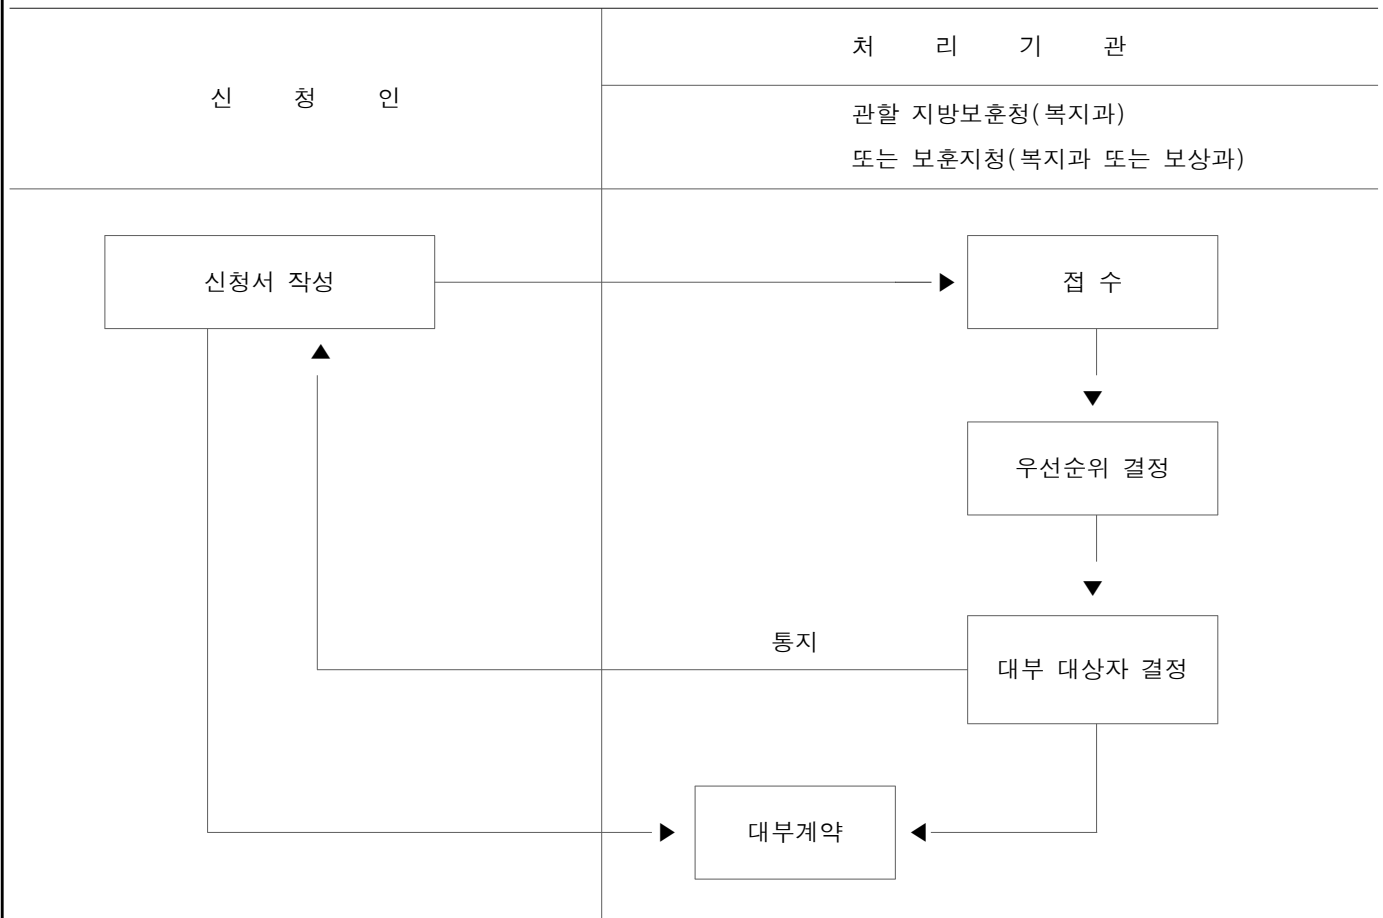 신 청 인
처 리 기 관
관할 지방보훈청(복지과)
또는 보훈지청(복지과 또는 보상과)
신청서 작성
접 수
우선순위 결정
통지
대부 대상자 결정
대부계약